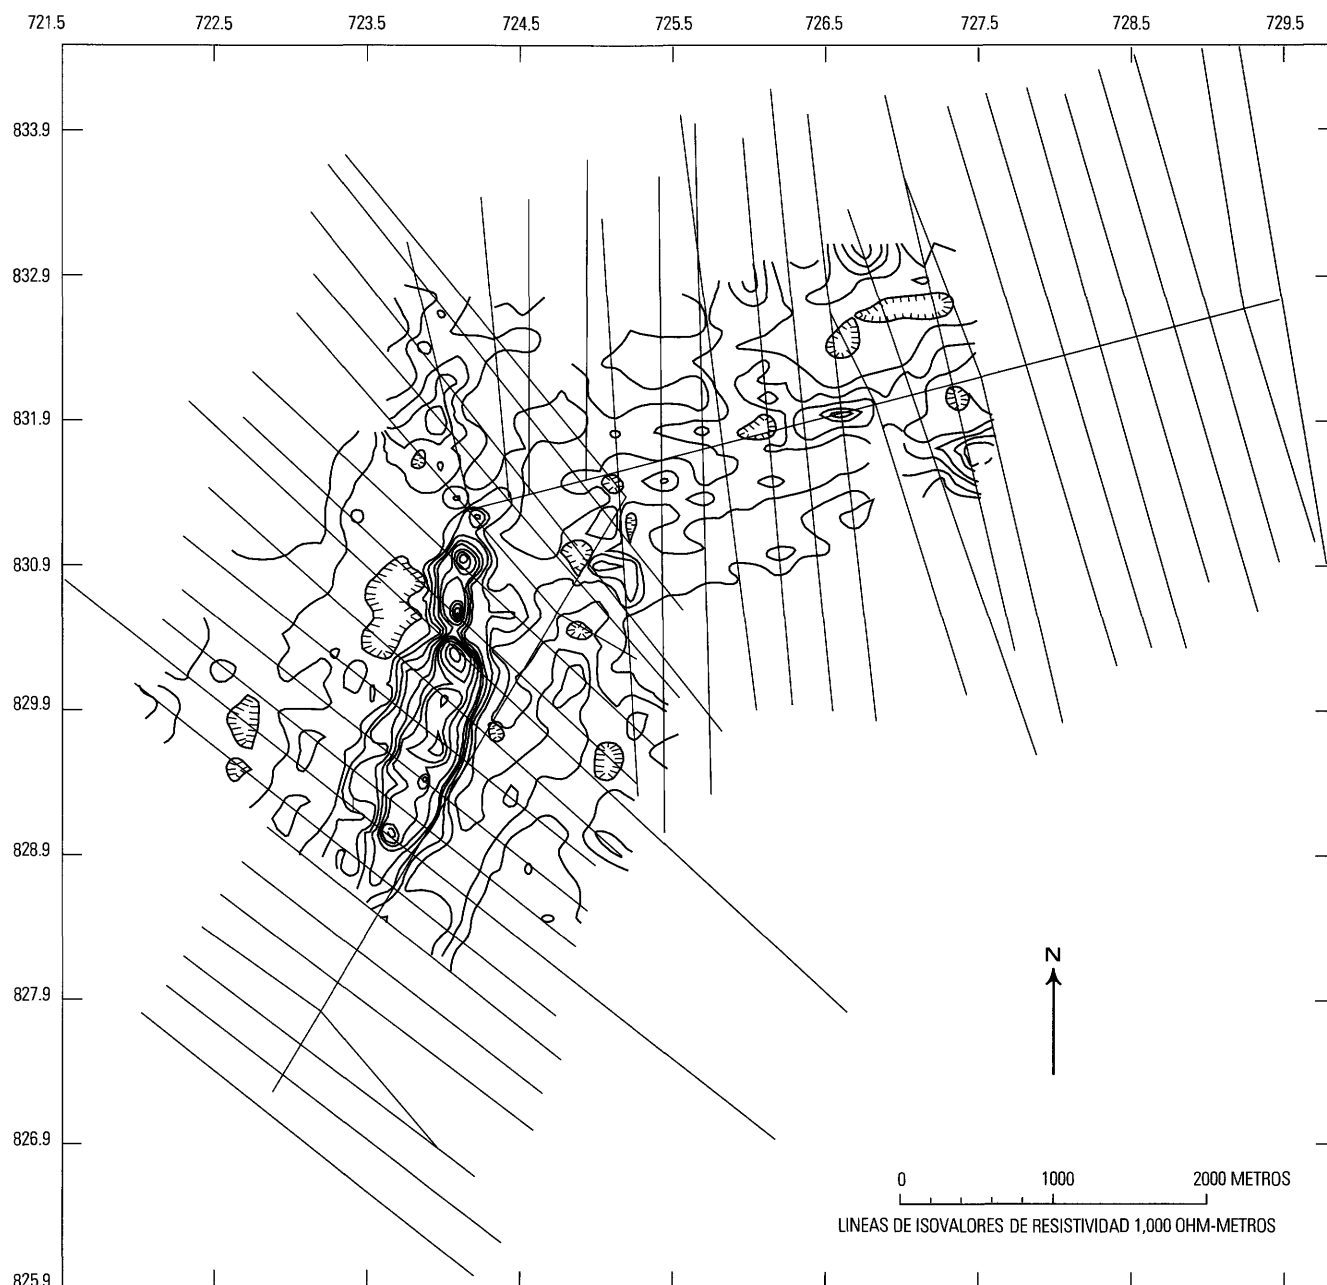 721.5 722.5 723.5 724.5 725.5 726.5 727.5 728.5 729.5
833.9
832.9
831.9
830.9
829.9
828.9
827.9
826.9
825.9
N
0 1000 2000 METROS
LINEAS DE ISOVALORES DE RESISTIVIDAD 1,000 OHM-METROS